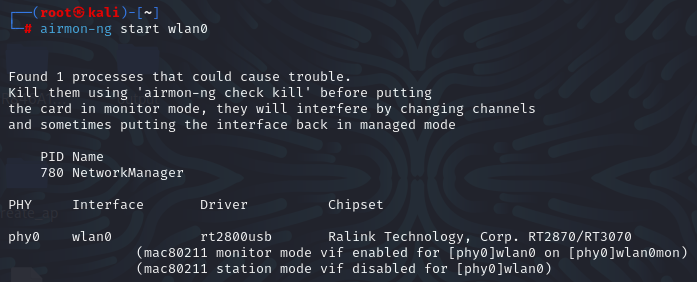 ┌──(root㉿kali)-[~]
└─# airmon-ng start wlan0
Found 1 processes that could cause trouble.
Kill them using 'airmon-ng check kill' before putting
the card in monitor mode, they will interfere by changing channels
and sometimes putting the interface back in managed mode
PID Name
780 NetworkManager
PHY Interface Driver Chipset
phy0 wlan0 rt2800usb Ralink Technology, Corp. RT2870/RT3070
(mac80211 monitor mode vif enabled for [phy0]wlan0 on [phy0]wlan0mon)
(mac80211 station mode vif disabled for [phy0]wlan0)